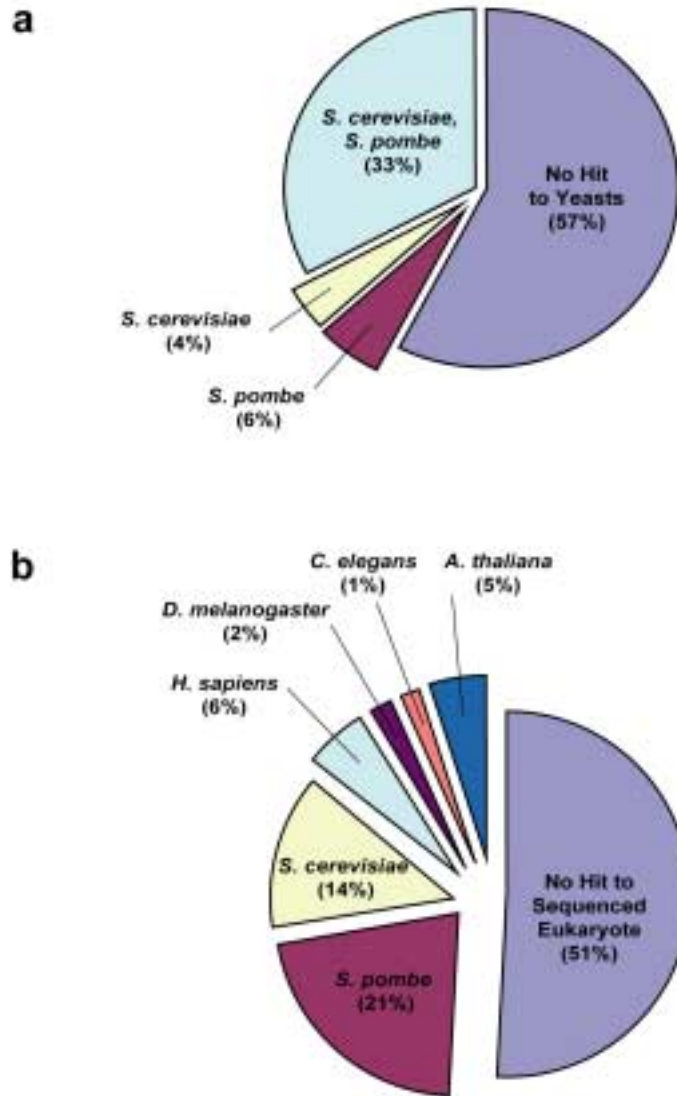 a
S. cerevisiae,
S. pombe
(33%)
No Hit
to Yeasts
(57%)
S. cerevisiae
(4%)
S. pombe
(6%)
b
C. elegans
(1%)
A. thaliana
(5%)
D. melanogaster
(2%)
H. sapiens
(6%)
S. cerevisiae
(14%)
No Hit to
Sequenced
Eukaryote
(51%)
S. pombe
(21%)